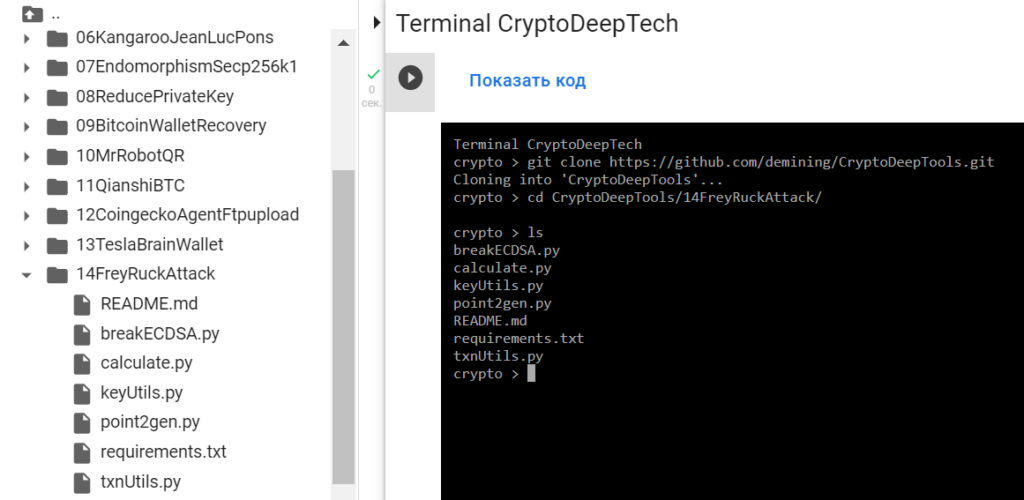 ..
06KangarooJeanLucPons
07EndomorphismSecp256k1
08ReducePrivateKey
09BitcoinWalletRecovery
10MrRobotQR
11QianshiBTC
12CoingeckoAgentFtpupload
13TeslaBrainWallet
14FreyRuckAttack
README.md
breakECDSA.py
calculate.py
keyUtils.py
point2gen.py
requirements.txt
txnUtils.py
0
сек.
Terminal CryptoDeepTech
Показать код
Terminal CryptoDeepTech
crypto > git clone https://github.com/demining/CryptoDeepTools.git
Cloning into 'CryptoDeepTools'...
crypto > cd CryptoDeepTools/14FreyRuckAttack/
crypto > ls
breakECDSA.py
calculate.py
keyUtils.py
point2gen.py
README.md
requirements.txt
txnUtils.py
crypto >